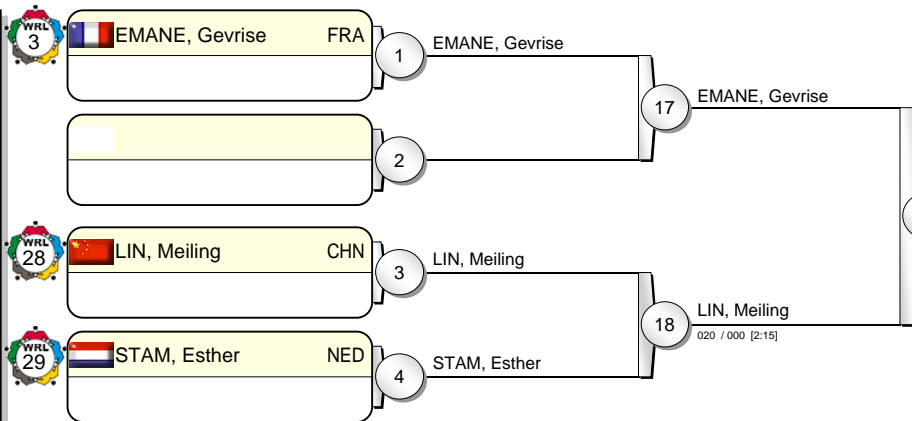 WRL
3
EMANE, Gevrise FRA
1
EMANE, Gevrise
17
EMANE, Gevrise
2
WRL
28
LIN, Meiling CHN
3
LIN, Meiling
18
LIN, Meiling
020 / 000 [2:15]
WRL
29
STAM, Esther NED
4
STAM, Esther